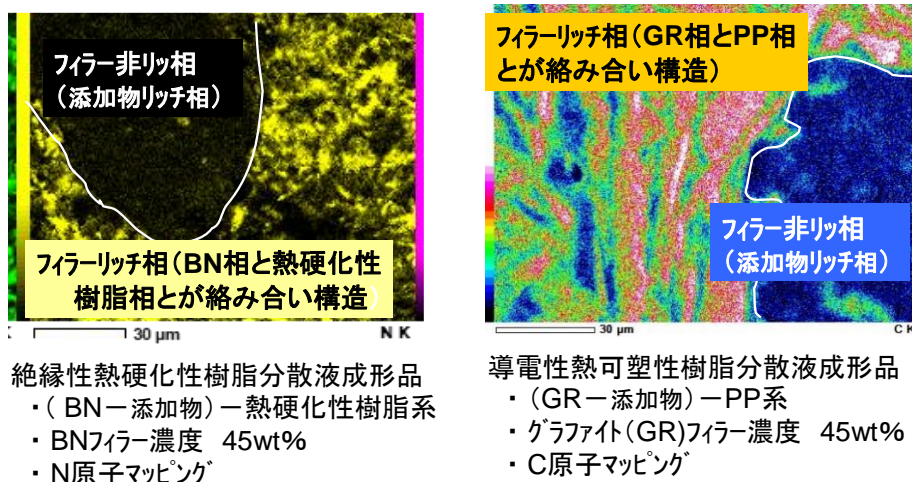 フィラー非リッ相
（添加物リッチ相）
フィラーリッチ相（BN相と熱硬化性
樹脂相とが絡み合い構造）
K
30 μm
N K
絶縁性熱硬化性樹脂分散液成形品
・（ BN－添加物）－熱硬化性樹脂系
・BNフィラー濃度 45wt%
・N原子マッピング
フィラーリッチ相（GR相とPP相
とが絡み合い構造）
フィラー非リッ相
（添加物リッチ相）
30 μm
C K
導電性熱可塑性樹脂分散液成形品
・（GR－添加物）－PP系
・グラファイト（GR)フィラー濃度 45wt%
・C原子マッピング